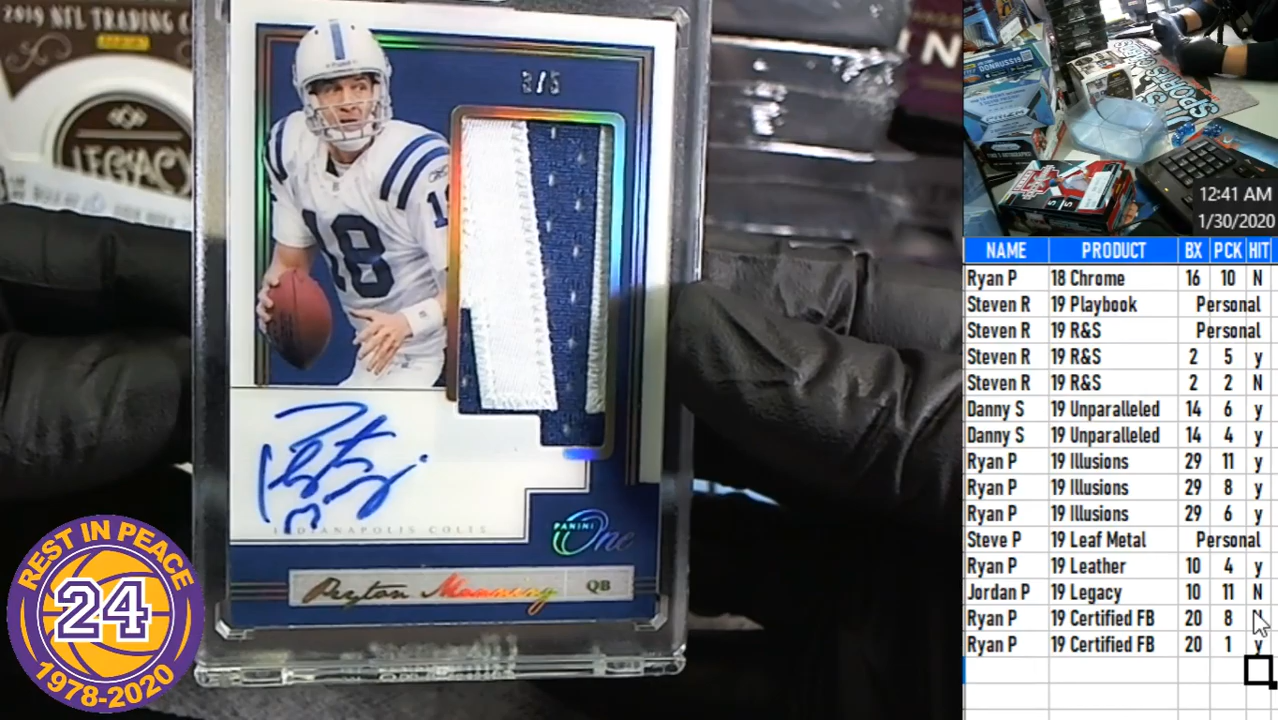 2019 NFL TRADING C
PANINI
LEGACY
3/5
18
INDIANAPOLIS COLTS
PANINI
One
Peyton Manning QB
REST IN PEACE
24
1978-2020
DONRUSS
SPORTS
12:41 AM
1/30/2020
NAME PRODUCT BX PCK HIT
Ryan P 18 Chrome 16 10 N
Steven R 19 Playbook Personal
Steven R 19 R&S Personal
Steven R 19 R&S 2 5 y
Steven R 19 R&S 2 2 N
Danny S 19 Unparalleled 14 6 y
Danny S 19 Unparalleled 14 4 y
Ryan P 19 Illusions 29 11 y
Ryan P 19 Illusions 29 8 y
Ryan P 19 Illusions 29 6 y
Steve P 19 Leaf Metal Personal
Ryan P 19 Leather 10 4 y
Jordan P 19 Legacy 10 11 N
Ryan P 19 Certified FB 20 8
Ryan P 19 Certified FB 20 1 y